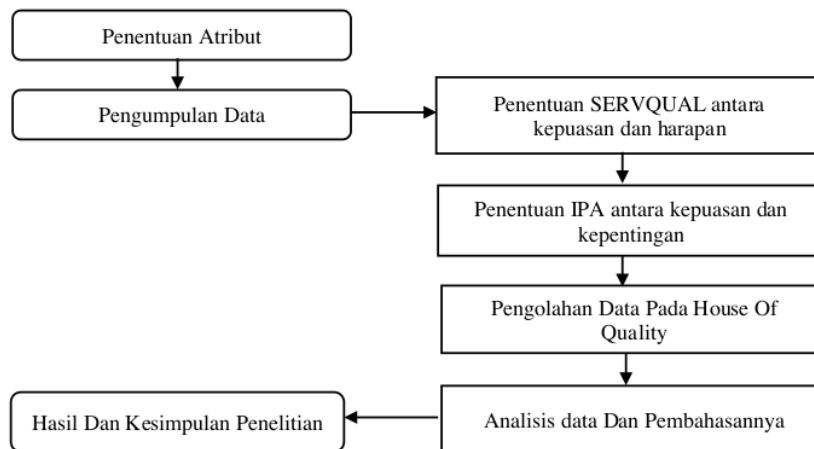 Penentuan Atribut
Pengumpulan Data
Penentuan SERVQUAL antara
kepuasan dan harapan
Penentuan IPA antara kepuasan dan
kepentingan
Pengolahan Data Pada House Of
Quality
Analisis data Dan Pembahasannya
Hasil Dan Kesimpulan Penelitian